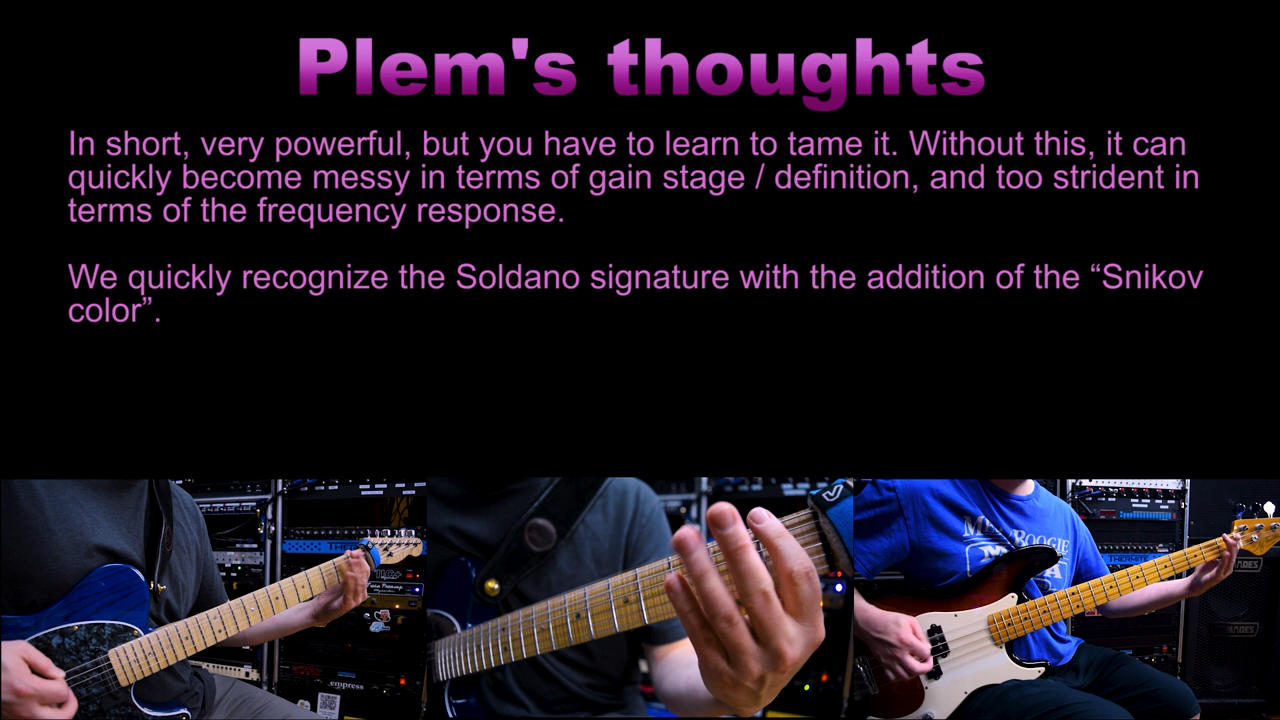 Plem's thoughts
In short, very powerful, but you have to learn to tame it. Without this, it can
quickly become messy in terms of gain stage / definition, and too strident in
terms of the frequency response.
We quickly recognize the Soldano signature with the addition of the “Snikov
color”.
empress